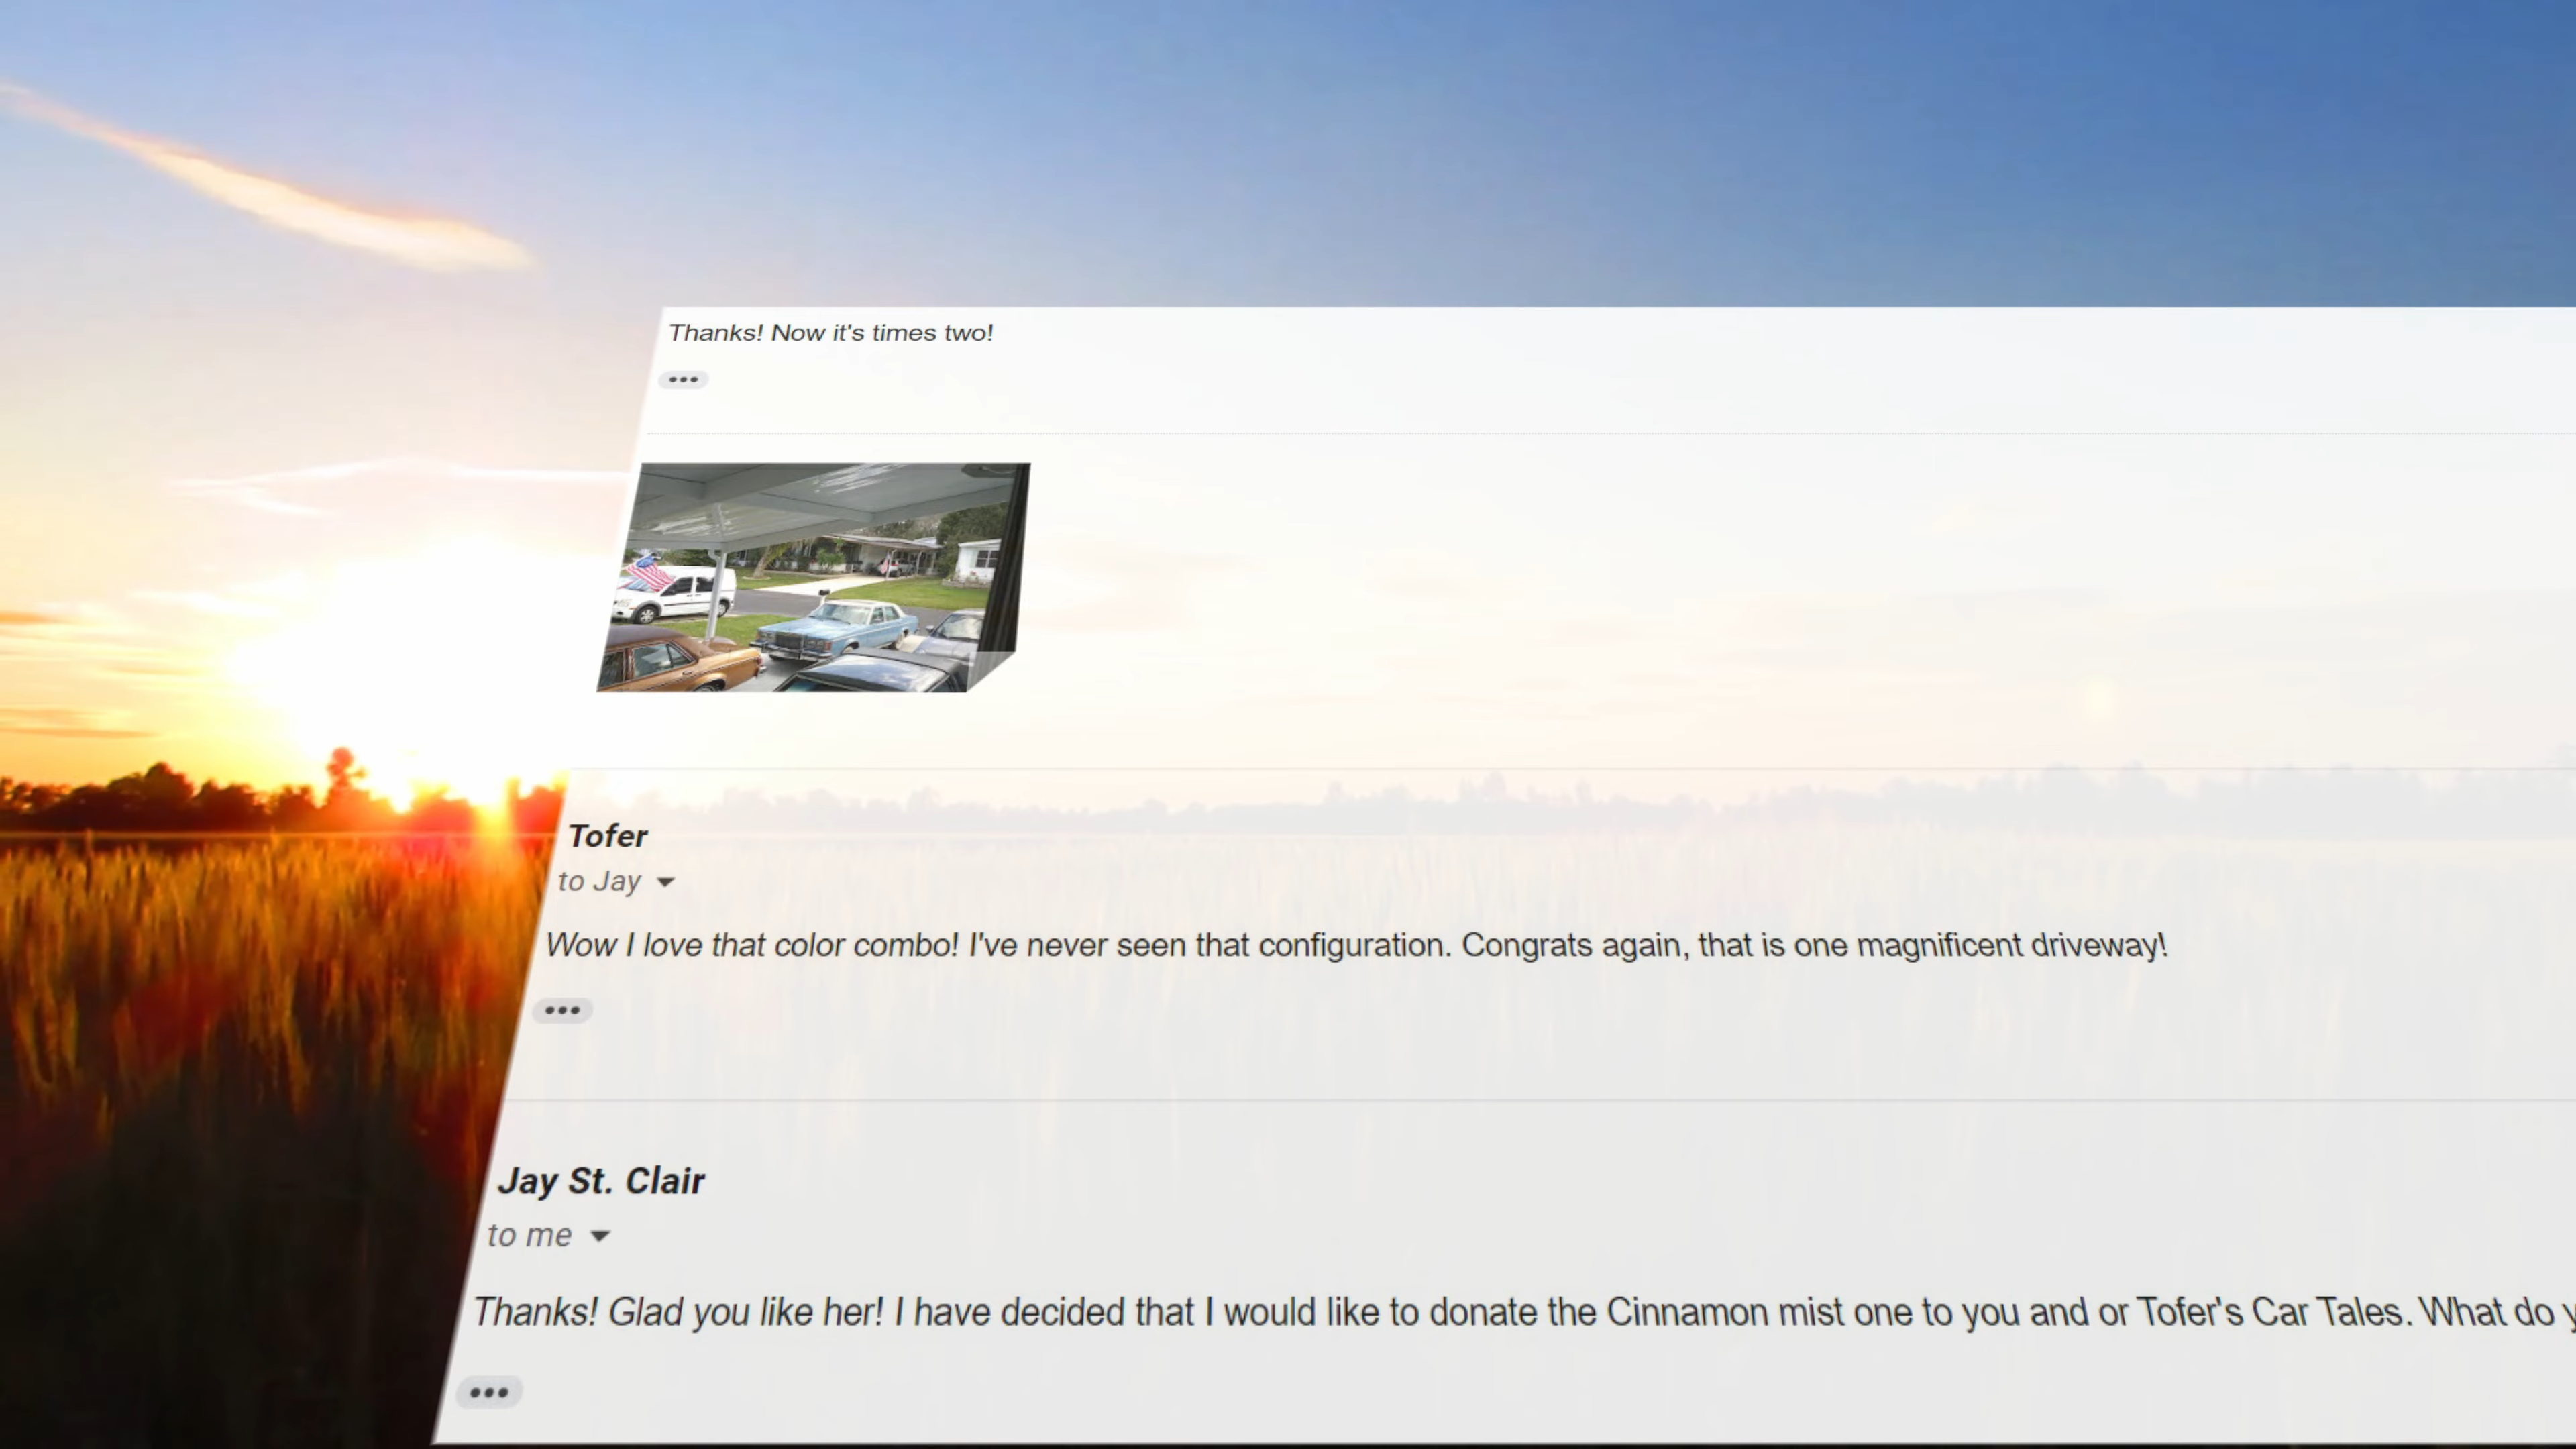 Thanks! Now it's times two!
Tofer
to Jay
Wow I love that color combo! I've never seen that configuration. Congrats again, that is one magnificent driveway!
Jay St. Clair
to me
Thanks! Glad you like her! I have decided that I would like to donate the Cinnamon mist one to you and or Tofer's Car Tales. What do y